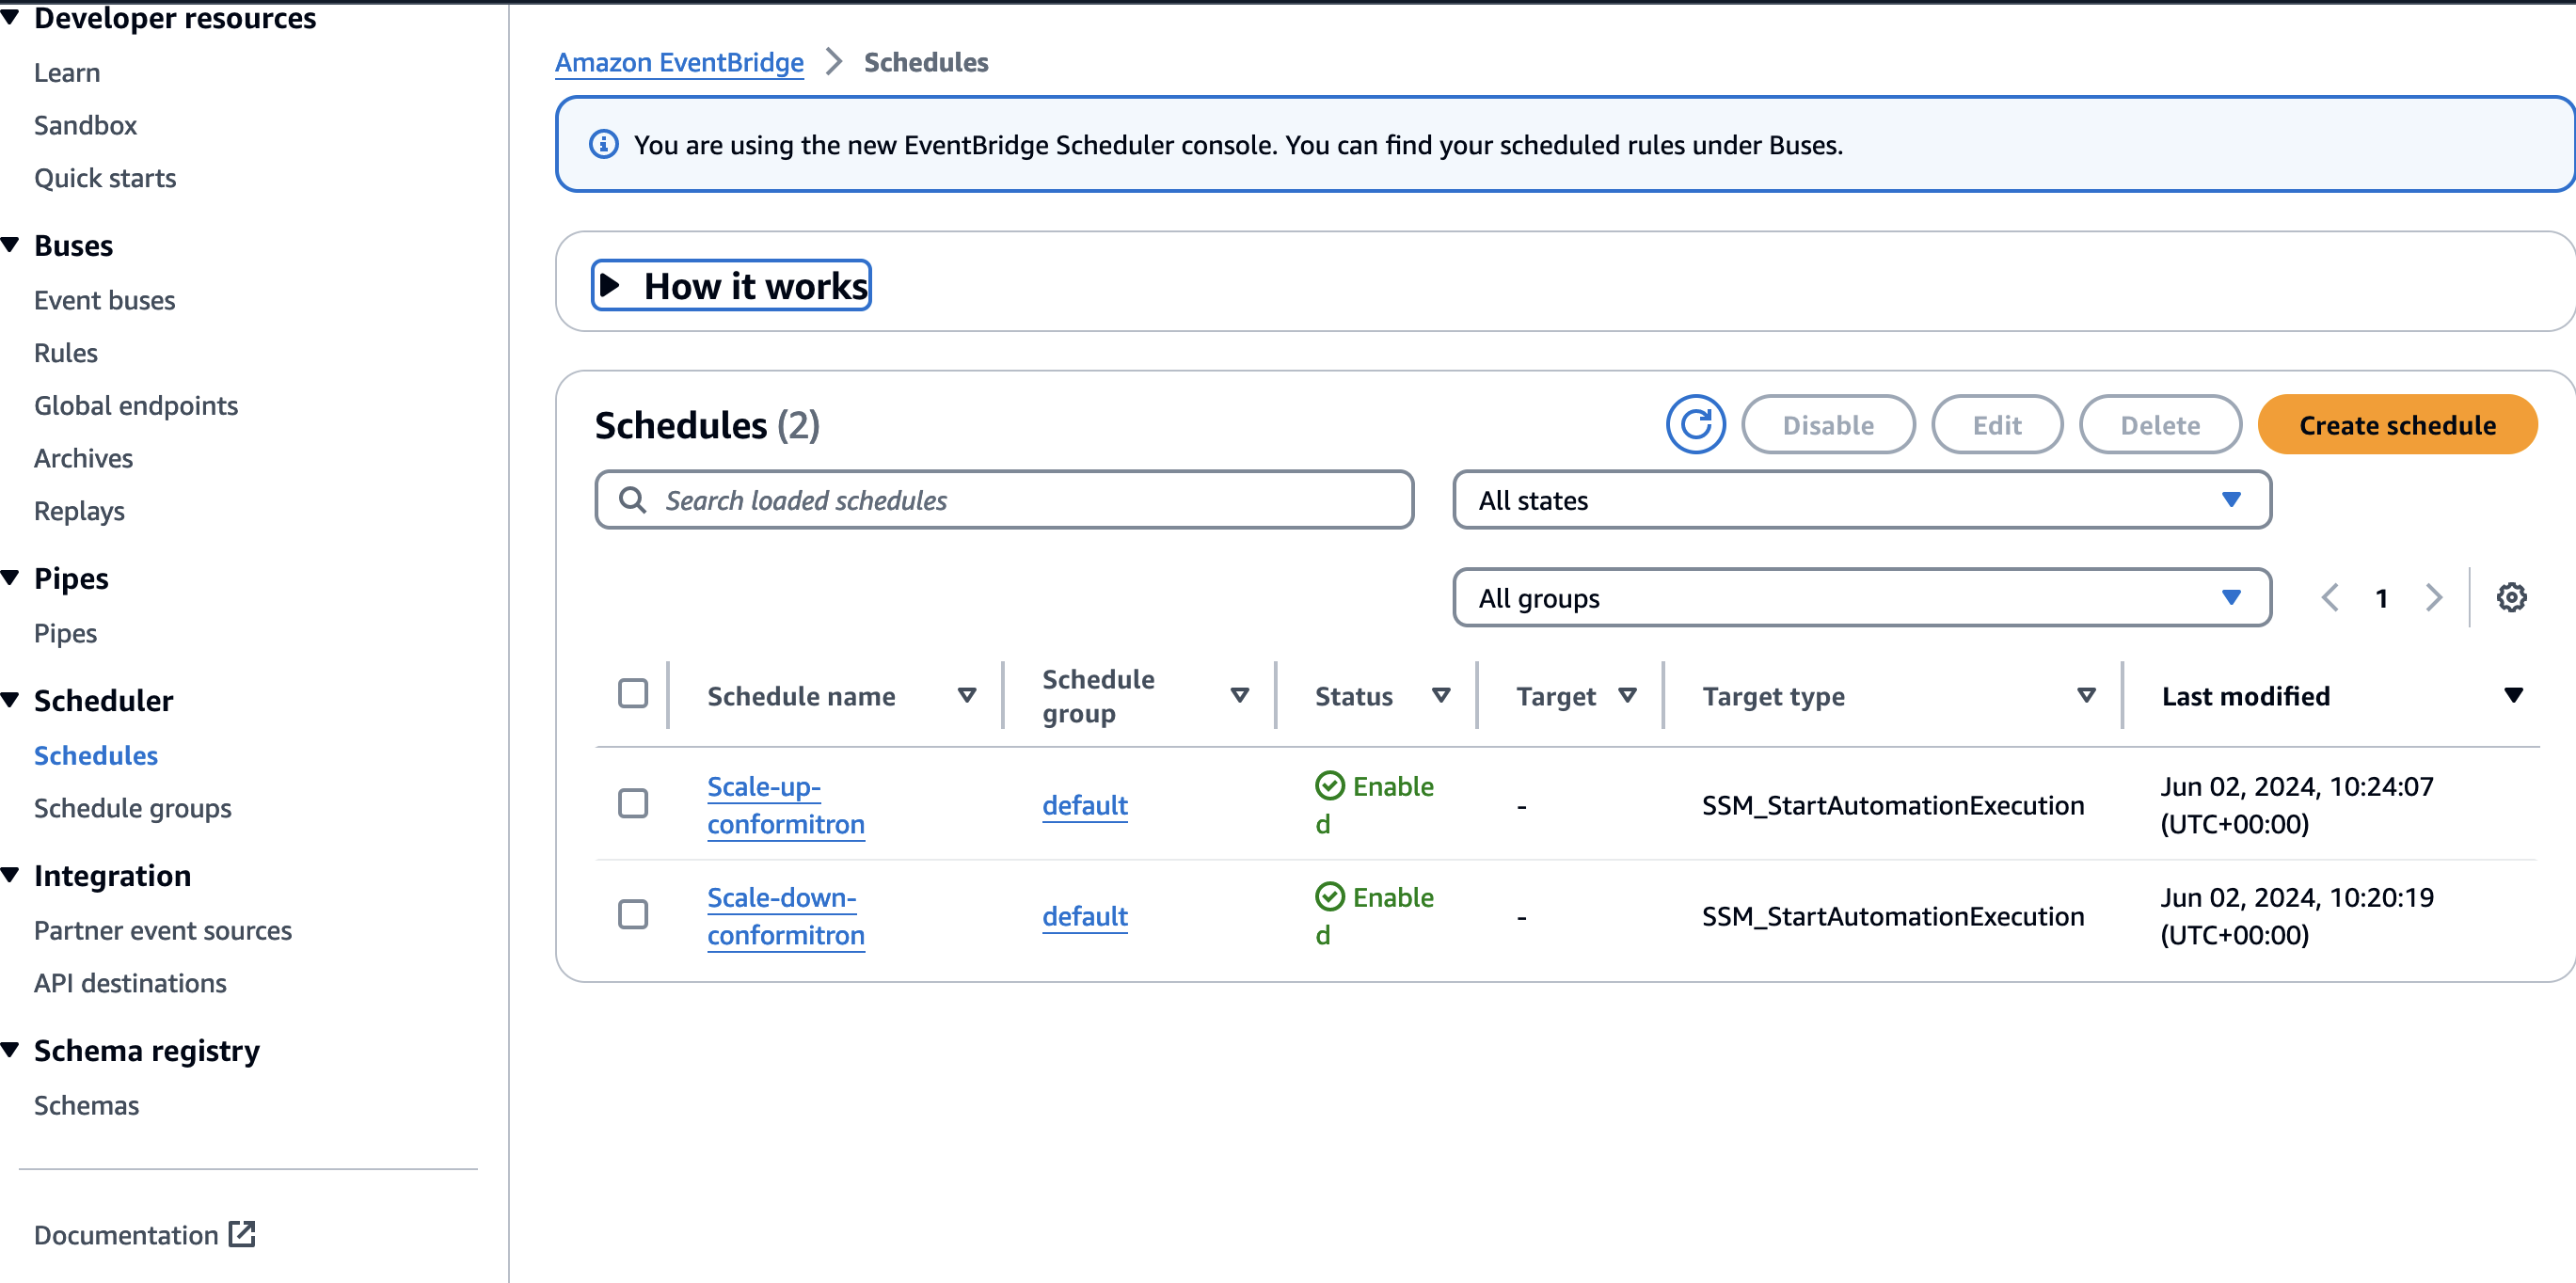 Developer resources
Learn
Sandbox
Quick starts
Buses
Event buses
Rules
Global endpoints
Archives
Replays
Pipes
Pipes
Scheduler
Schedules
Schedule groups
Integration
Partner event sources
API destinations
Schema registry
Schemas
Documentation
Amazon EventBridge > Schedules
You are using the new EventBridge Scheduler console. You can find your scheduled rules under Buses.
How it works
Schedules (2)
Disable Edit Delete Create schedule
Search loaded schedules All states
All groups 1
Schedule name Schedule group Status Target Target type Last modified
Scale-up-
conformitron default Enable
d - SSM_StartAutomationExecution Jun 02, 2024, 10:24:07
(UTC+00:00)
Scale-down-
conformitron default Enable
d - SSM_StartAutomationExecution Jun 02, 2024, 10:20:19
(UTC+00:00)